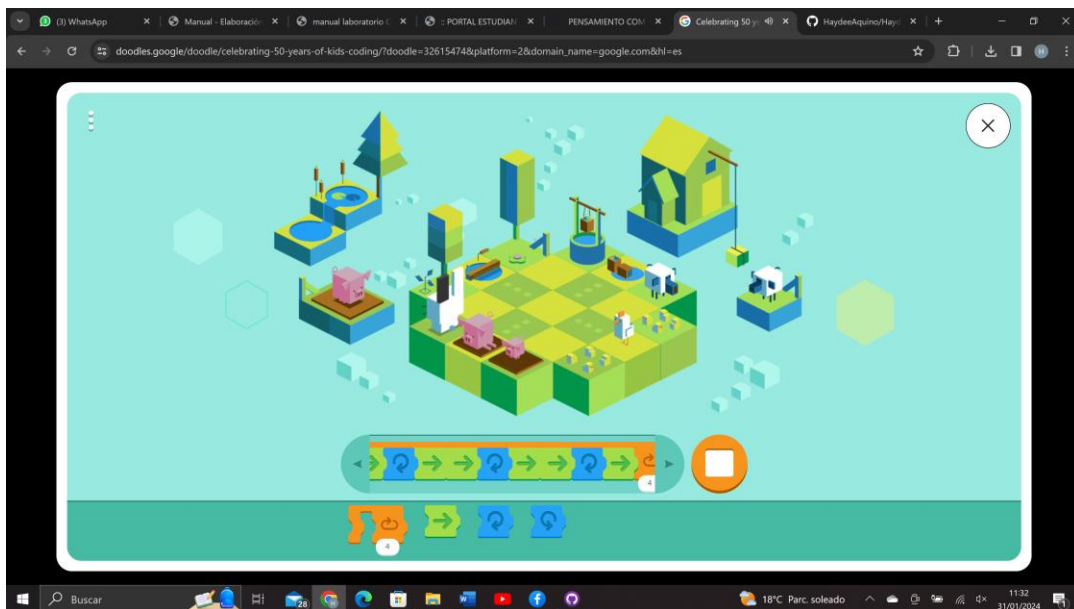 (3) WhatsApp
Manual - Elaboració
manual laboratorio C
:: PORTAL ESTUDIAN
PENSAMIENTO COM
Celebrating 50 ye
HaydeeAquino/Hayd
doodles.google/doodle/celebrating-50-years-of-kids-coding/?doodle=32615474&platform=2&domain_name=google.com&hl=es
H
4
4
Buscar
28
18°C Parc. soleado
11:32
31/01/2024